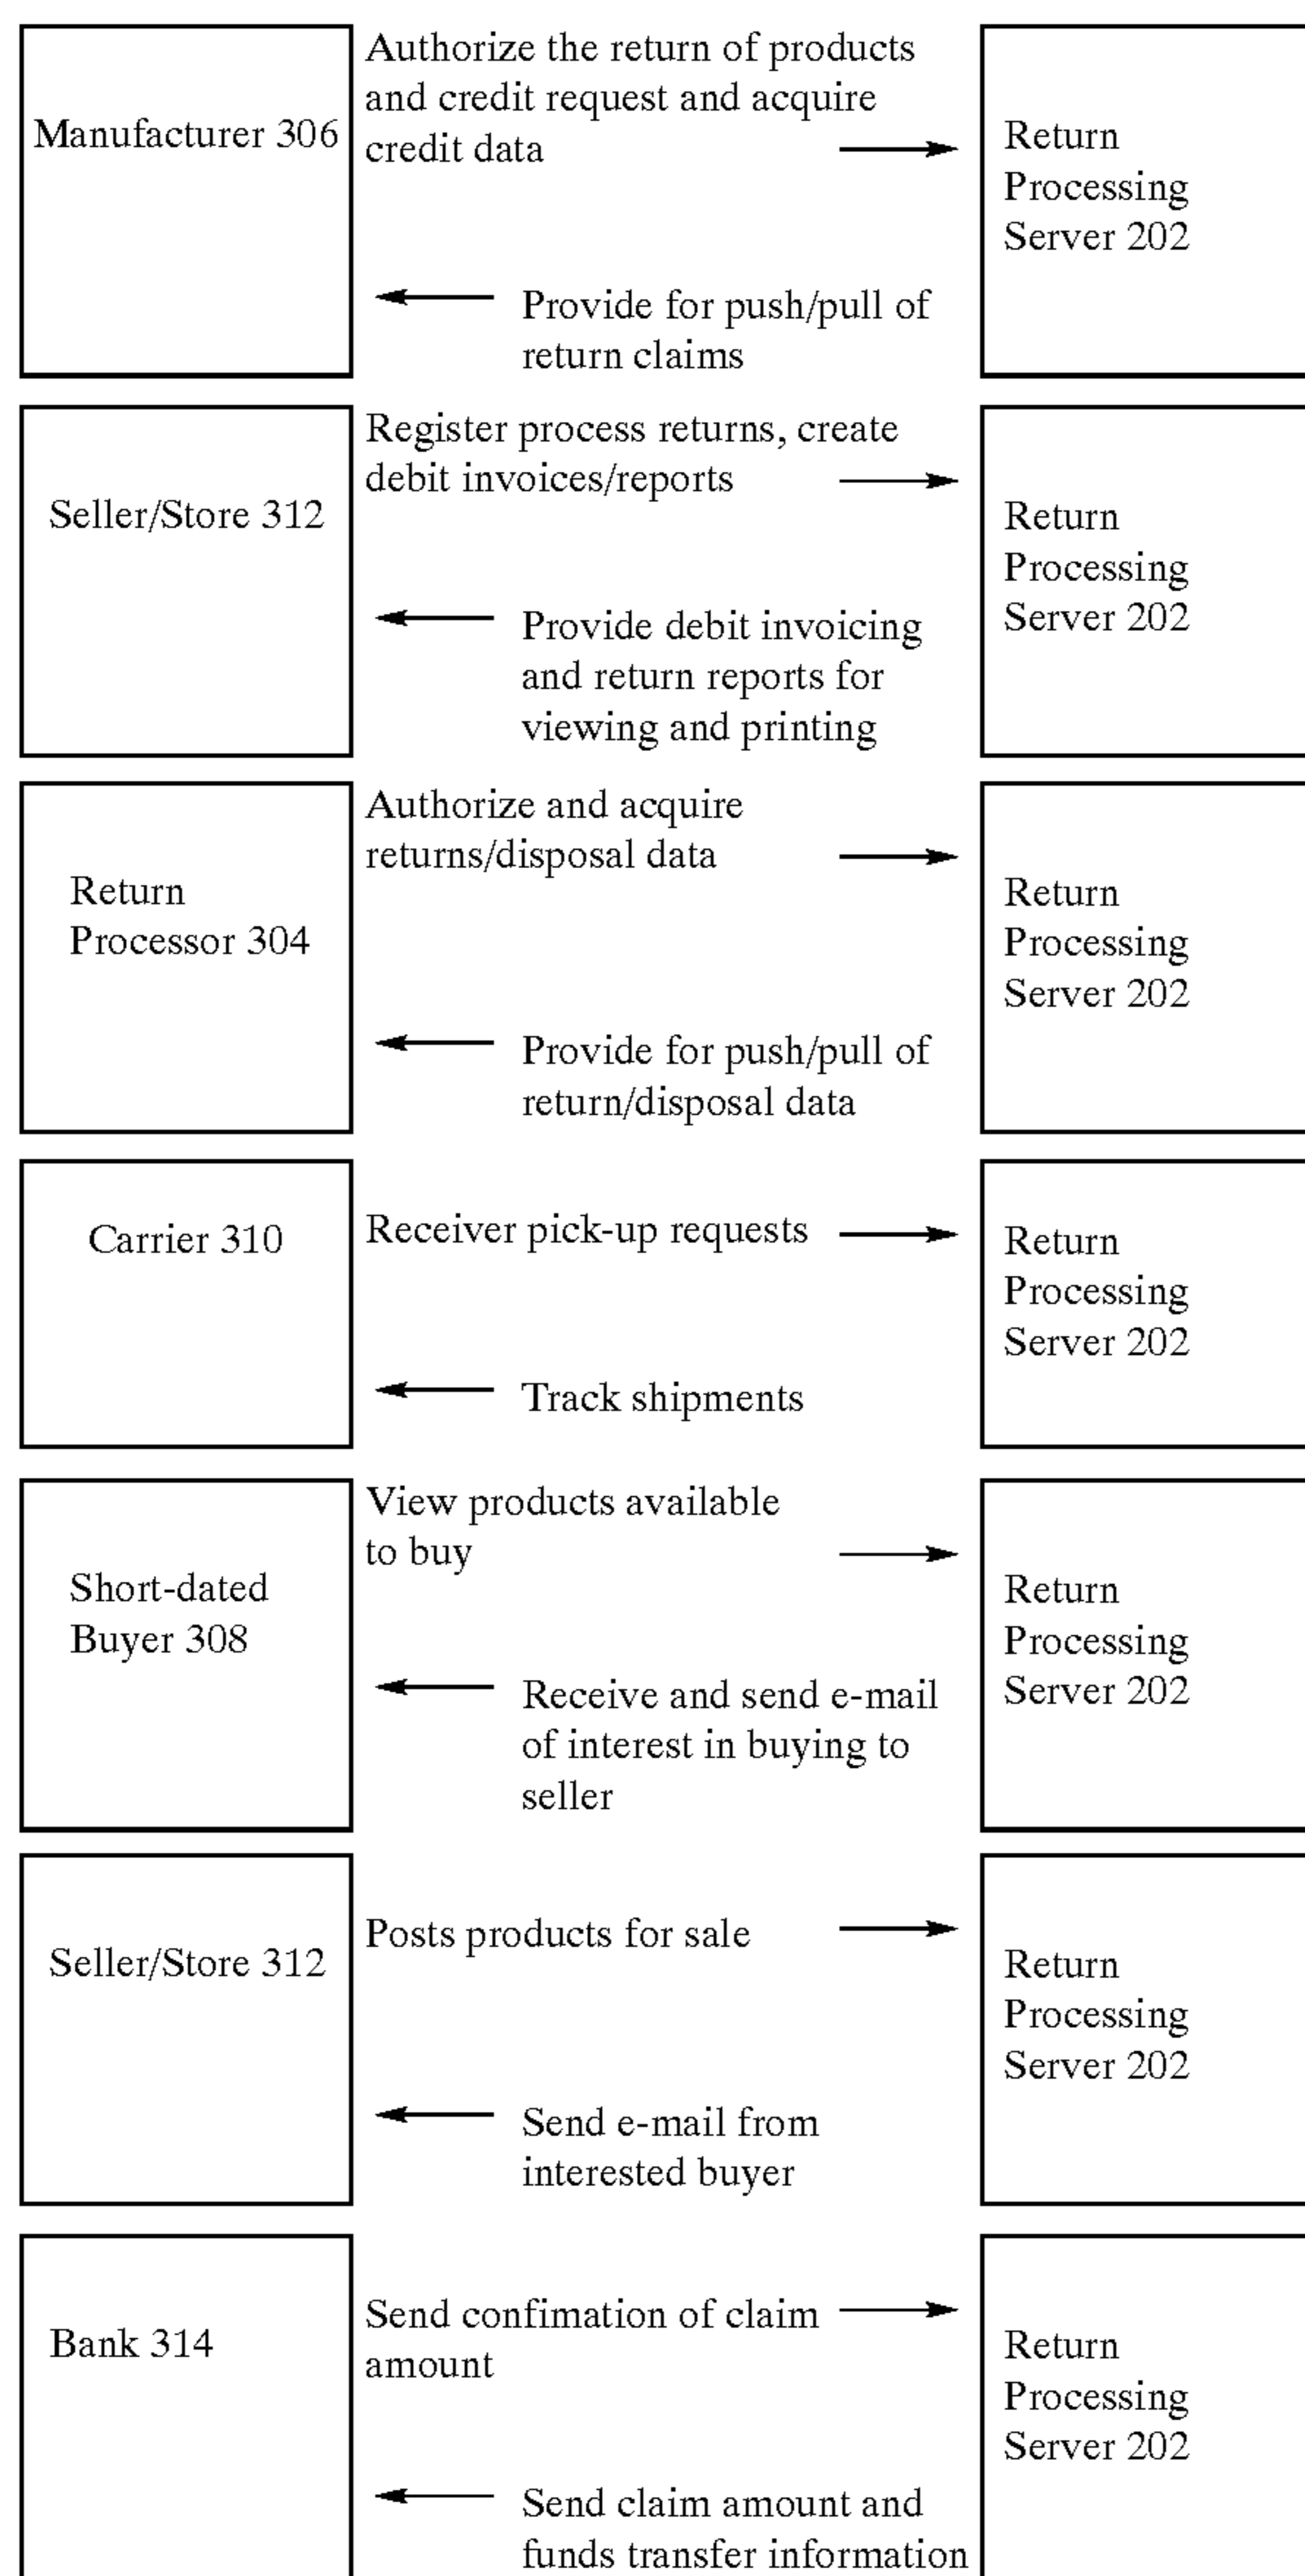 Manufacturer 306
Authorize the return of products
and credit request and acquire
credit data
Provide for push/pull of
return claims
Return
Processing
Server 202
Seller/Store 312
Register process returns, create
debit invoices/reports
Provide debit invoicing
and return reports for
viewing and printing
Return
Processing
Server 202
Return
Processor 304
Authorize and acquire
returns/disposal data
Provide for push/pull of
return/disposal data
Return
Processing
Server 202
Carrier 310
Receiver pick-up requests
Track shipments
Return
Processing
Server 202
Short-dated
Buyer 308
View products available
to buy
Receive and send e-mail
of interest in buying to
seller
Return
Processing
Server 202
Seller/Store 312
Posts products for sale
Send e-mail from
interested buyer
Return
Processing
Server 202
Bank 314
Send confimation of claim
amount
Send claim amount and
funds transfer information
Return
Processing
Server 202